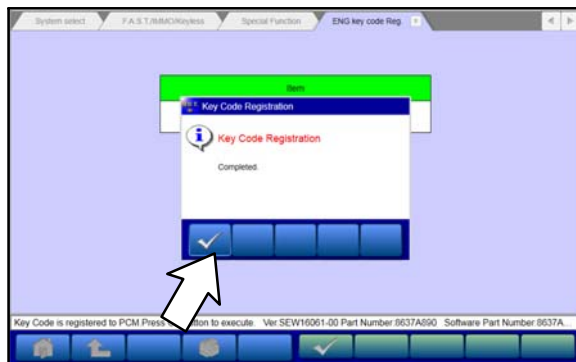 System select
F.A.S.T./IMMO/Keyless
Special Function
ENG key code Reg.
Item
Key Code Registration
Key Code Registration
Completed.
Key Code is registered to PCM.Press to execute. Ver.SEW16061-00 Part Number:8637A890 Software Part Number:8637A...